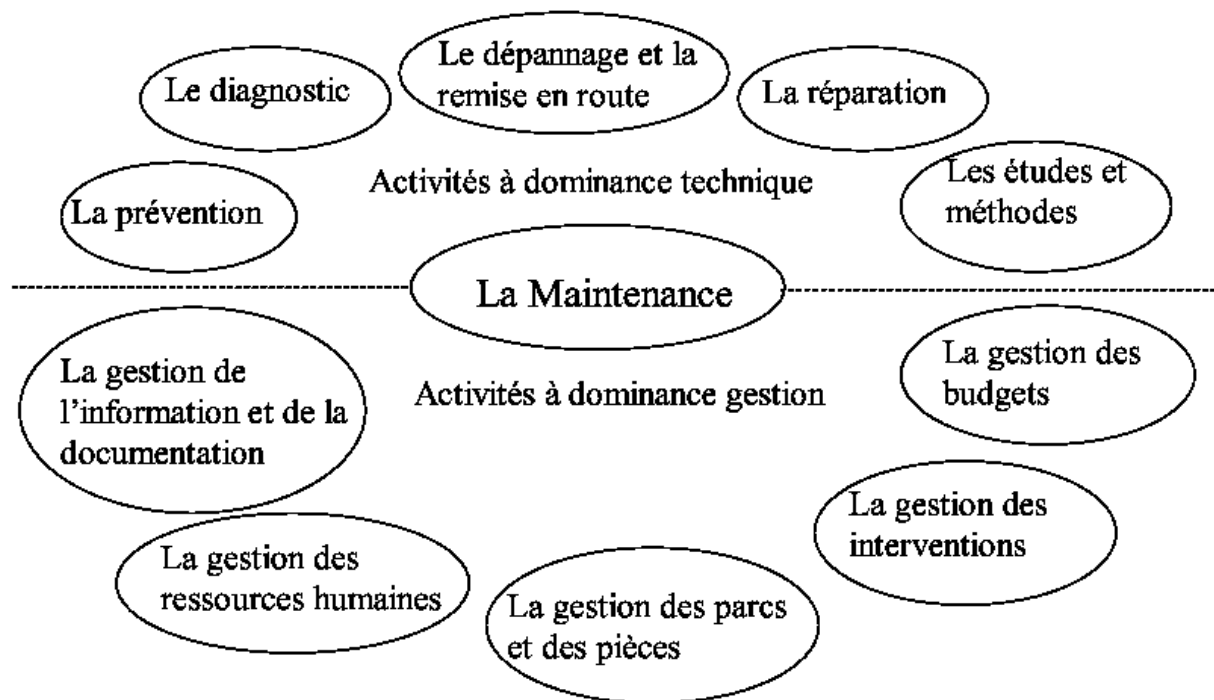 Le diagnostic
Le dépannage et la
remise en route
La réparation
La prévention
Activités à dominance technique
Les études et
méthodes
La Maintenance
La gestion de
l'information et de la
documentation
Activités à dominance gestion
La gestion des
budgets
La gestion des
interventions
La gestion des
ressources humaines
La gestion des parcs
et des pièces